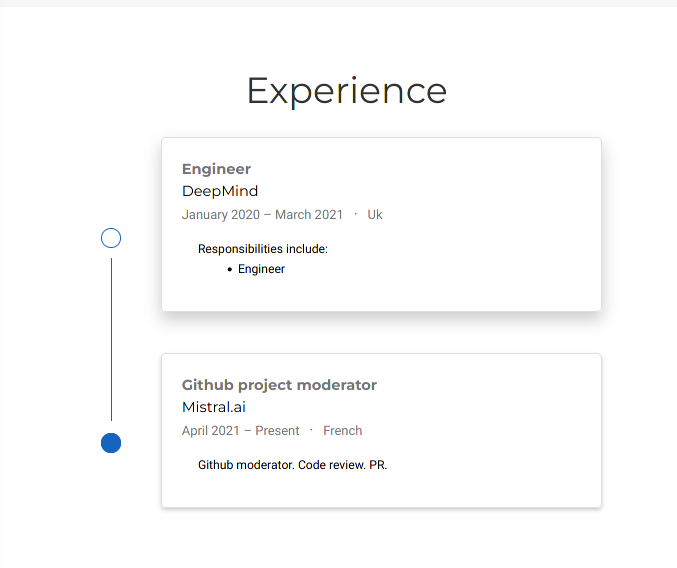 Experience
Engineer
DeepMind
January 2020 – March 2021 · Uk
Responsibilities include:
• Engineer
Github project moderator
Mistral.ai
April 2021 – Present · French
Github moderator. Code review. PR.